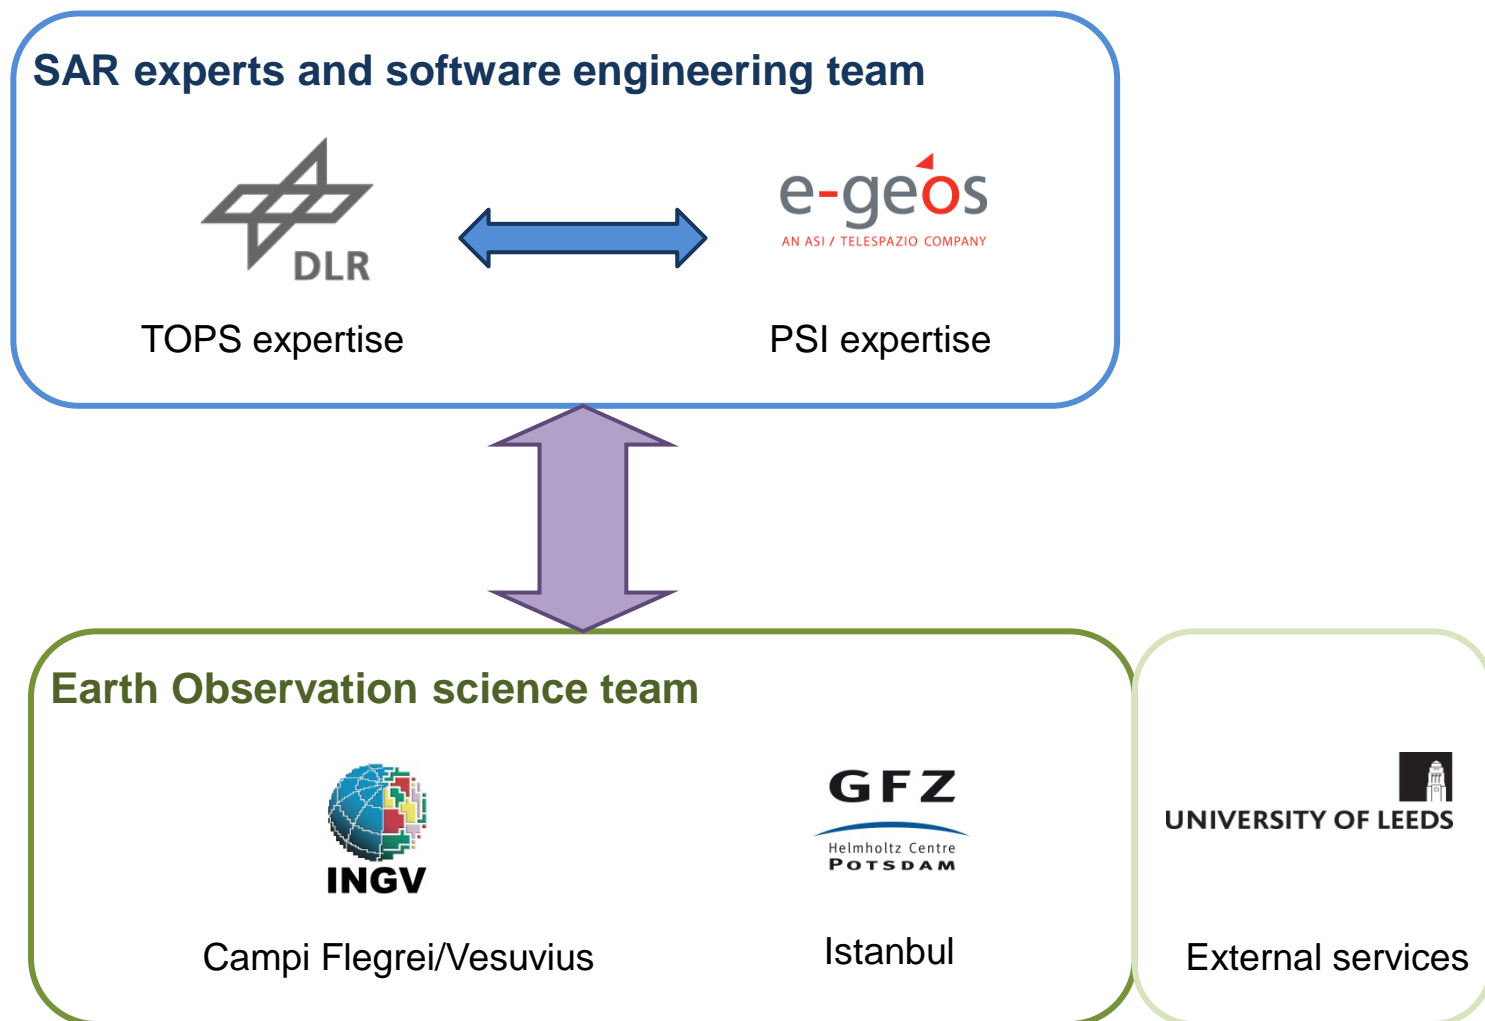 SAR experts and software engineering team
DLR
e-geos
AN ASI / TELESPAZIO COMPANY
TOPS expertise
PSI expertise
Earth Observation science team
INGV
GFZ
Helmholtz Centre
POTSDAM
UNIVERSITY OF LEEDS
Campi Flegrei/Vesuvius
Istanbul
External services